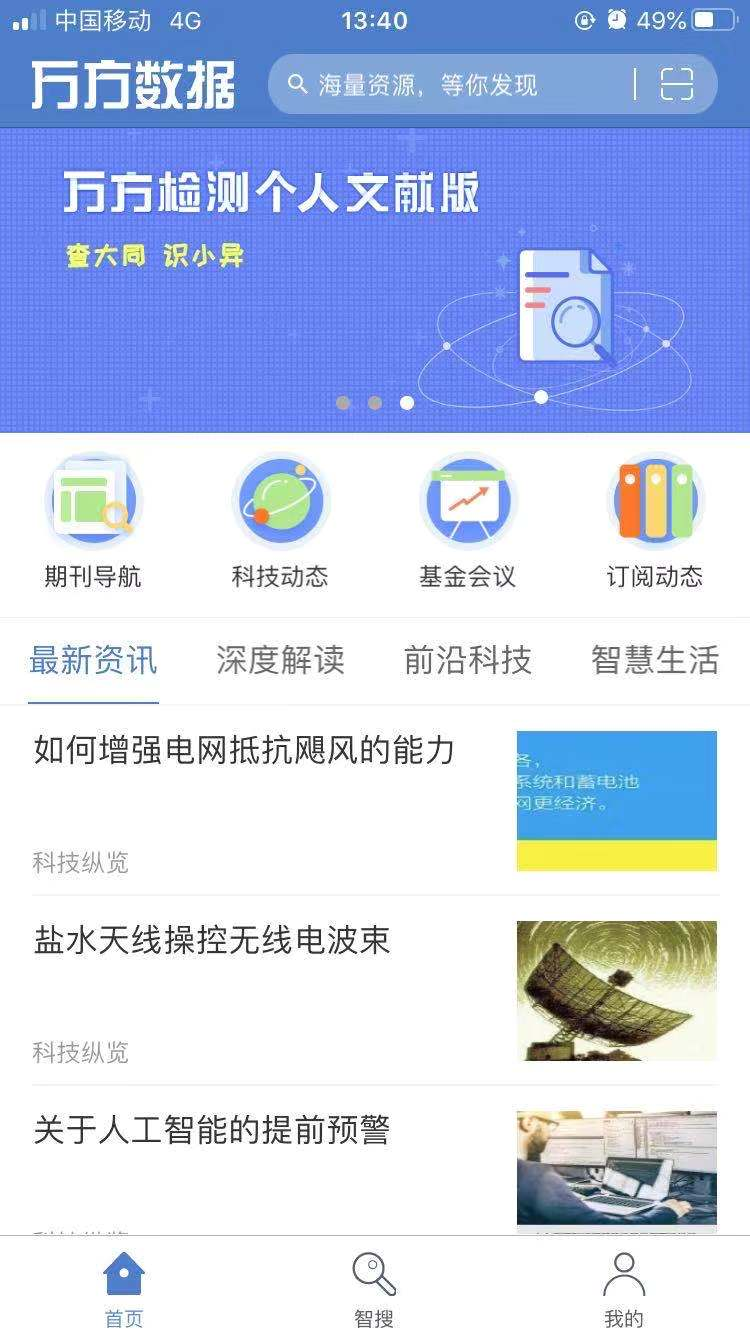 中国移动 4G 13:40 49%
万方数据 海量资源，等你发现
万方检测个人文献版
查大同 识小异
期刊导航 科技动态 基金会议 订阅动态
最新资讯 深度解读 前沿科技 智慧生活
如何增强电网抵抗飓风的能力
系统和蓄电池
网更经济。
科技纵览
盐水天线操控无线电波束
科技纵览
关于人工智能的提前预警
首页 智搜 我的